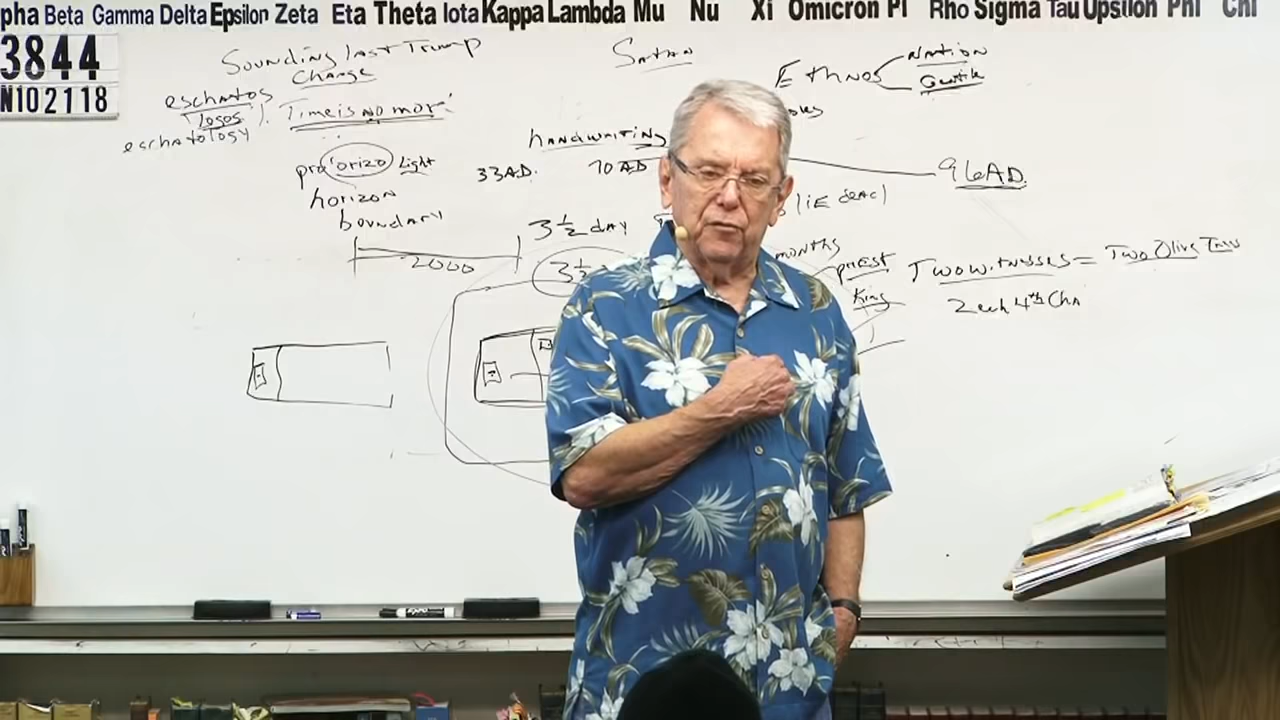 pha Beta Gamma Delta Epsilon Zeta Eta Theta Iota Kappa Lambda Mu Nu Xi Omicron Pi Rho Sigma Tau Upsilon Phi Chi
3844
N102118
Sounding last Trump
Change
eschatos
logos
eschatology
Time is no more
horizon
boundary
Light
2000
Satan
Ethnos
Nation
Gentile
handwriting
33AD.
70 AD
96AD.
3½ day
months
priest
King
Two witnesses = Two Olive
Zech 4th Cha